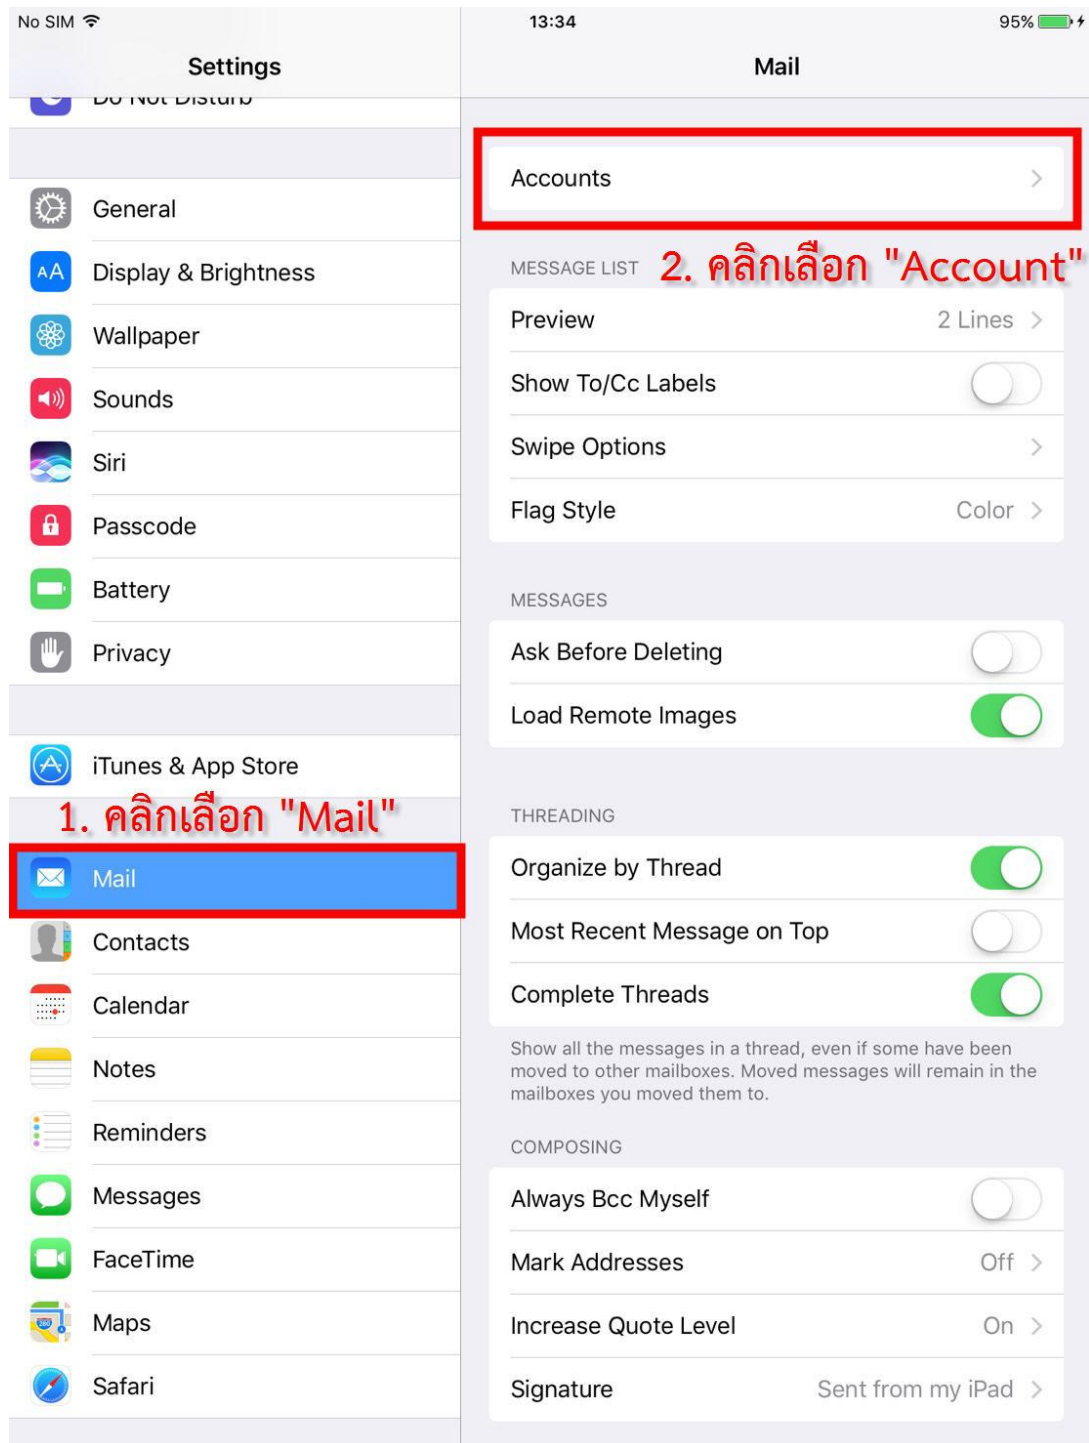 No SIM 13:34 95%
Settings
Do Not Disturb
General
Display & Brightness
Wallpaper
Sounds
Siri
Passcode
Battery
Privacy
iTunes & App Store
1. คลิกเลือก "Mail"
Mail
Contacts
Calendar
Notes
Reminders
Messages
FaceTime
Maps
Safari
Mail
Accounts
2. คลิกเลือก "Account"
MESSAGE LIST
Preview 2 Lines
Show To/Cc Labels
Swipe Options
Flag Style Color
MESSAGES
Ask Before Deleting
Load Remote Images
THREADING
Organize by Thread
Most Recent Message on Top
Complete Threads
Show all the messages in a thread, even if some have been
moved to other mailboxes. Moved messages will remain in the
mailboxes you moved them to.
COMPOSING
Always Bcc Myself
Mark Addresses Off
Increase Quote Level On
Signature Sent from my iPad